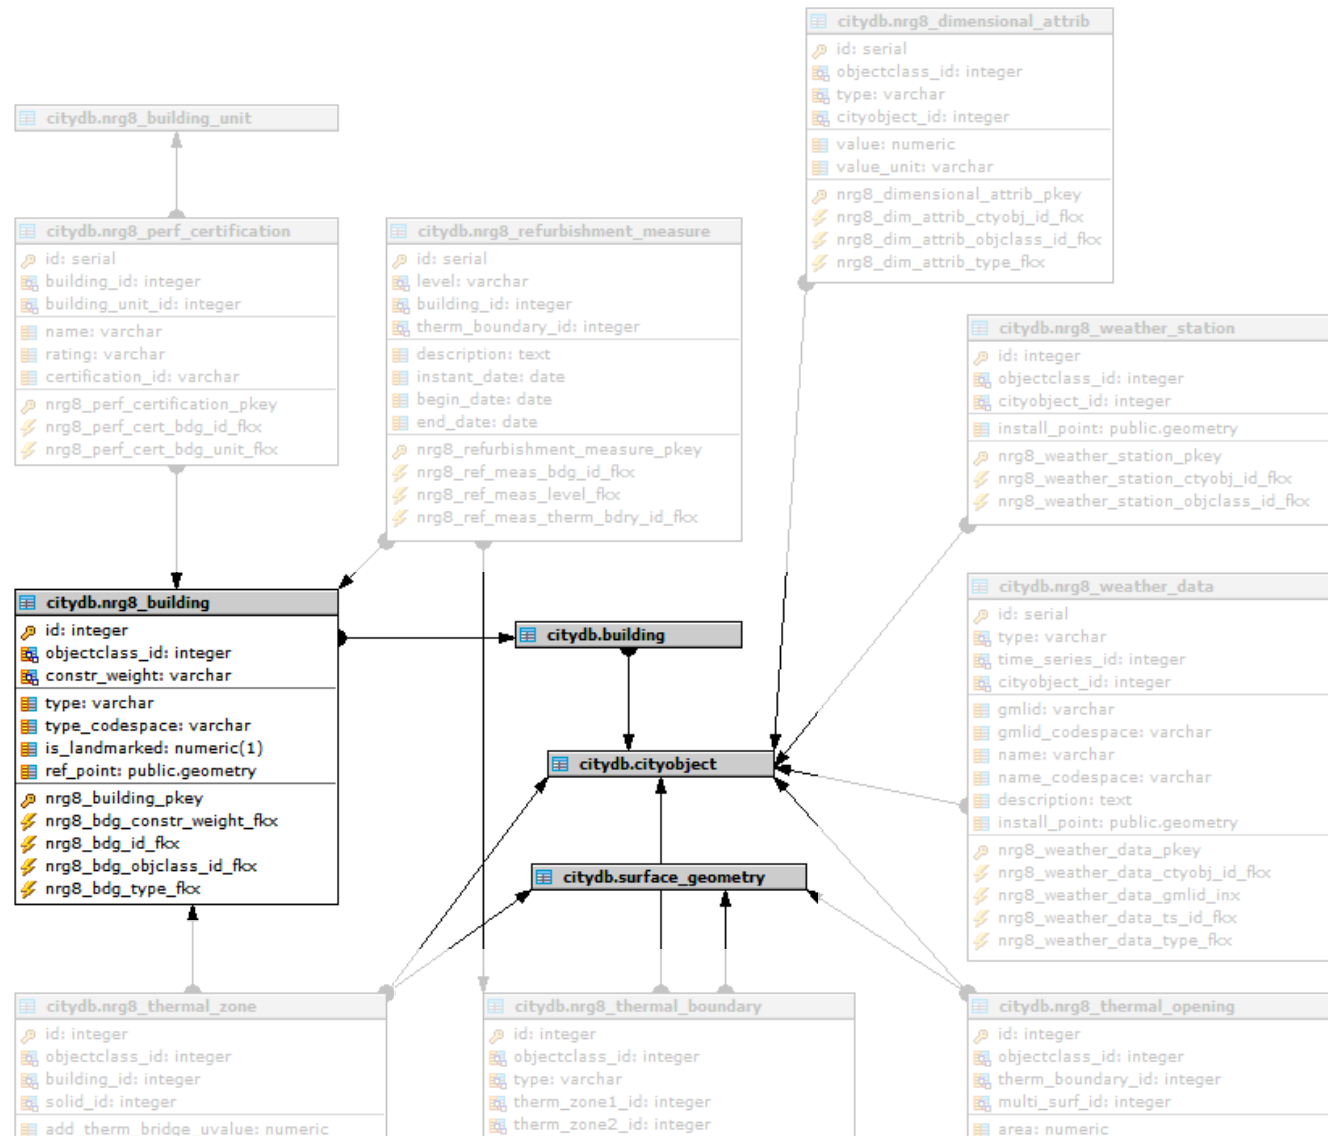 citydb.nrg8_dimensional_attrib
id: serial
objectclass_id: integer
type: varchar
cityobject_id: integer
value: numeric
value_unit: varchar
nrg8_dimensional_attrib_pkey
nrg8_dim_attrib_ctyobj_id_fkx
nrg8_dim_attrib_objclass_id_fkx
nrg8_dim_attrib_type_fkx
citydb.nrg8_building_unit
citydb.nrg8_perf_certification
id: serial
building_id: integer
building_unit_id: integer
name: varchar
rating: varchar
certification_id: varchar
nrg8_perf_certification_pkey
nrg8_perf_cert_bdg_id_fkx
nrg8_perf_cert_bdg_unit_fkx
citydb.nrg8_refurbishment_measure
id: serial
level: varchar
building_id: integer
therm_boundary_id: integer
description: text
instant_date: date
begin_date: date
end_date: date
nrg8_refurbishment_measure_pkey
nrg8_ref_meas_bdg_id_fkx
nrg8_ref_meas_level_fkx
nrg8_ref_meas_therm_bdry_id_fkx
citydb.nrg8_weather_station
id: integer
objectclass_id: integer
cityobject_id: integer
install_point: public.geometry
nrg8_weather_station_pkey
nrg8_weather_station_ctyobj_id_fkx
nrg8_weather_station_objclass_id_fkx
citydb.nrg8_building
id: integer
objectclass_id: integer
constr_weight: varchar
type: varchar
type_codespace: varchar
is_landmarked: numeric(1)
ref_point: public.geometry
nrg8_building_pkey
nrg8_bdg_constr_weight_fkx
nrg8_bdg_id_fkx
nrg8_bdg_objclass_id_fkx
nrg8_bdg_type_fkx
citydb.building
citydb.cityobject
citydb.surface_geometry
citydb.nrg8_weather_data
id: serial
type: varchar
time_series_id: integer
cityobject_id: integer
gmlid: varchar
gmlid_codespace: varchar
name: varchar
name_codespace: varchar
description: text
install_point: public.geometry
nrg8_weather_data_pkey
nrg8_weather_data_ctyobj_id_fkx
nrg8_weather_data_gmlid_inx
nrg8_weather_data_ts_id_fkx
nrg8_weather_data_type_fkx
citydb.nrg8_thermal_zone
id: integer
objectclass_id: integer
building_id: integer
solid_id: integer
add_therm_bridge_uvalue: numeric
citydb.nrg8_thermal_boundary
id: integer
objectclass_id: integer
type: varchar
therm_zone1_id: integer
therm_zone2_id: integer
citydb.nrg8_thermal_opening
id: integer
objectclass_id: integer
therm_boundary_id: integer
multi_surf_id: integer
area: numeric